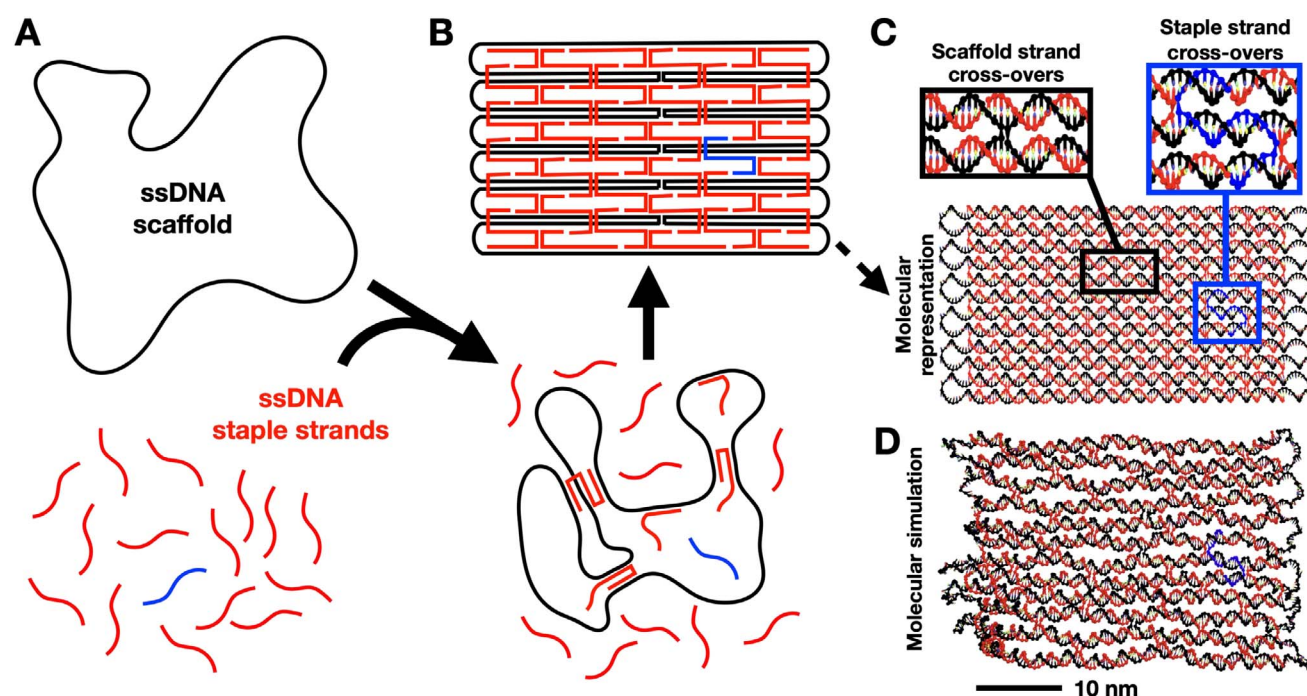 A
ssDNA
scaffold
ssDNA
staple strands
B
C
Scaffold strand
cross-overs
Staple strand
cross-overs
Molecular
representation
D
Molecular simulation
10 nm